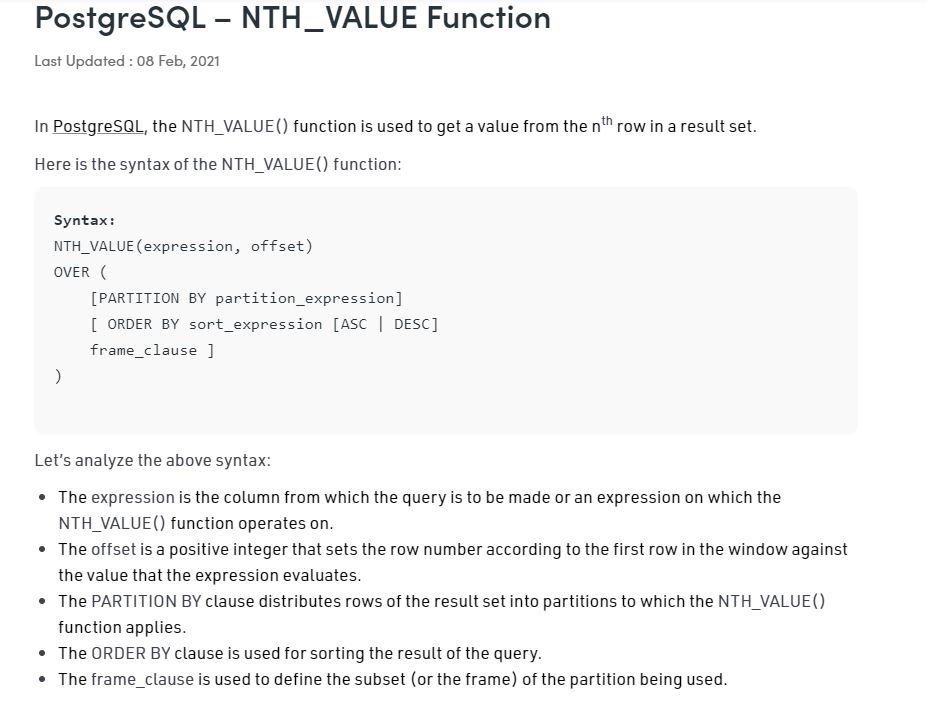 PostgreSQL – NTH_VALUE Function
Last Updated : 08 Feb, 2021
In PostgreSQL, the NTH_VALUE() function is used to get a value from the nth row in a result set.
Here is the syntax of the NTH_VALUE() function:
Syntax:
NTH_VALUE(expression, offset)
OVER (
    [PARTITION BY partition_expression]
    [ ORDER BY sort_expression [ASC | DESC]
    frame_clause ]
)
Let's analyze the above syntax:
• The expression is the column from which the query is to be made or an expression on which the
NTH_VALUE() function operates on.
• The offset is a positive integer that sets the row number according to the first row in the window against
the value that the expression evaluates.
• The PARTITION BY clause distributes rows of the result set into partitions to which the NTH_VALUE()
function applies.
• The ORDER BY clause is used for sorting the result of the query.
• The frame_clause is used to define the subset (or the frame) of the partition being used.